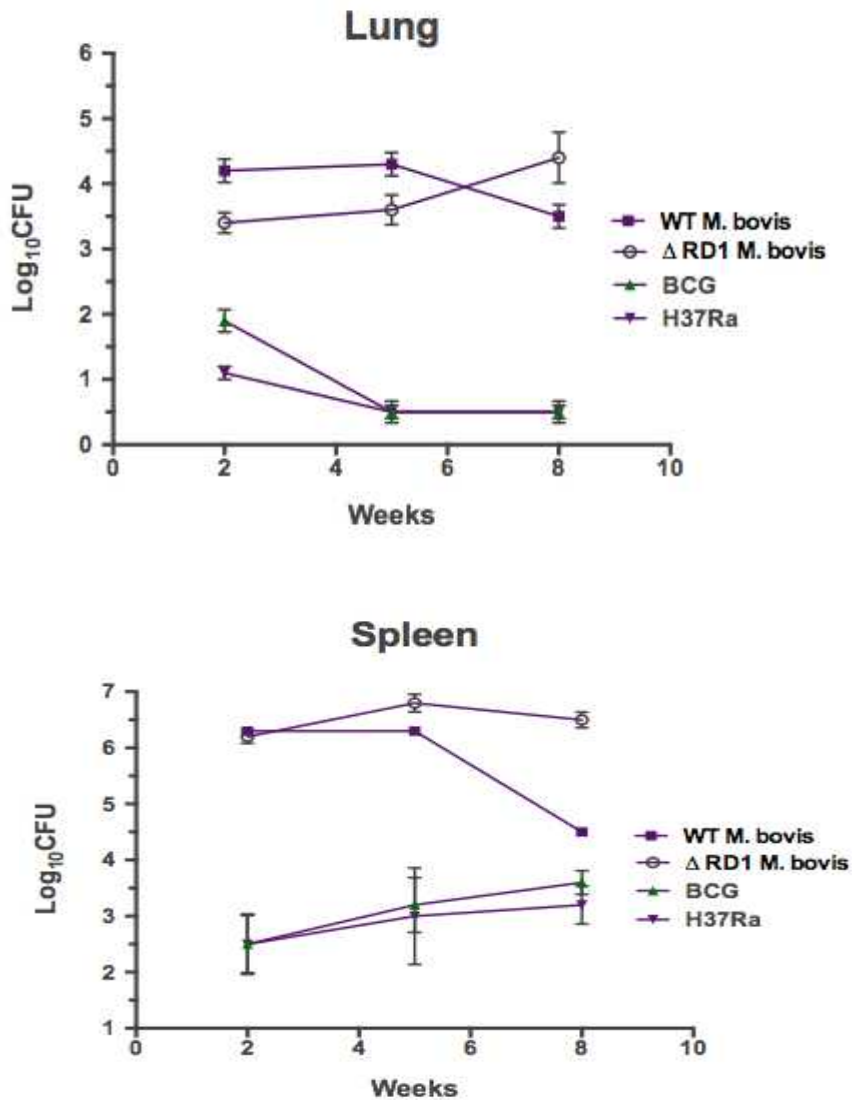 Lung
6
5
4
3
2
1
0
Log₁₀CFU
0 2 4 6 8 10
Weeks
WT M. bovis
Δ RD1 M. bovis
BCG
H37Ra
Spleen
7
6
5
4
3
2
1
Log₁₀CFU
0 2 4 6 8 10
Weeks
WT M. bovis
Δ RD1 M. bovis
BCG
H37Ra